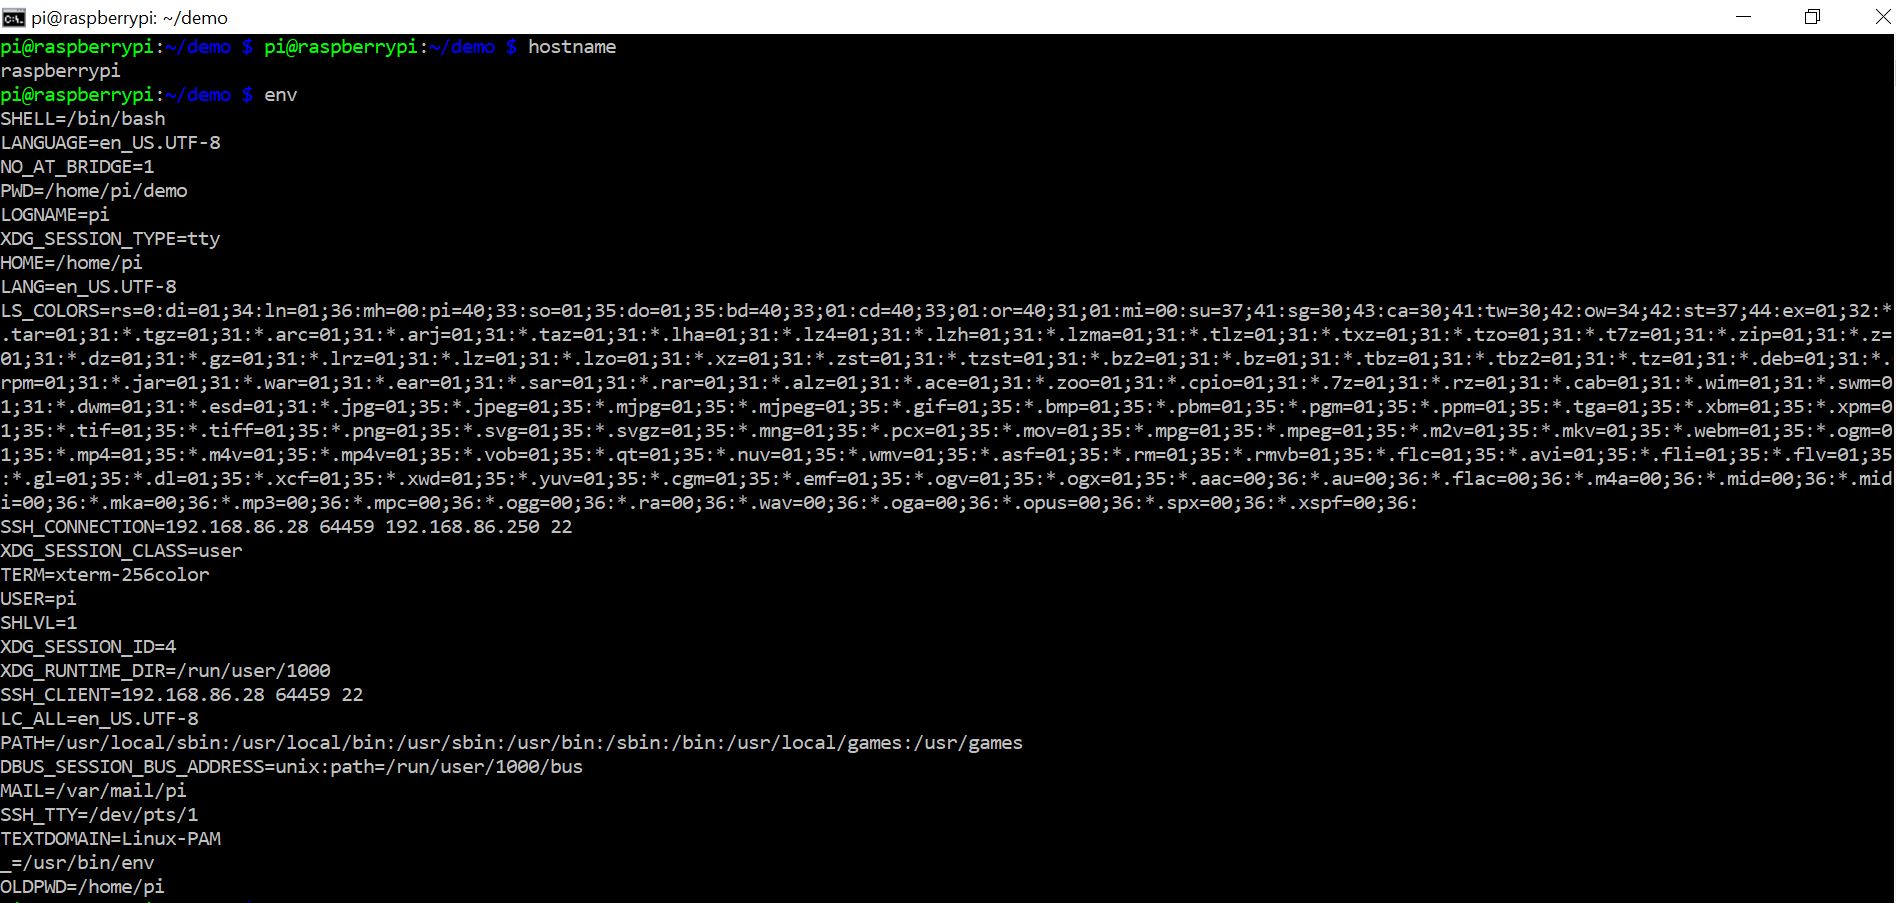 pi@raspberrypi: ~/demo
pi@raspberrypi:~/demo $ pi@raspberrypi:~/demo $ hostname
raspberrypi
pi@raspberrypi:~/demo $ env
SHELL=/bin/bash
LANGUAGE=en_US.UTF-8
NO_AT_BRIDGE=1
PWD=/home/pi/demo
LOGNAME=pi
XDG_SESSION_TYPE=tty
HOME=/home/pi
LANG=en_US.UTF-8
LS_COLORS=rs=0:di=01;34:ln=01;36:mh=00:pi=40;33:so=01;35:do=01;35:bd=40;33;01:cd=40;33;01:or=40;31;01:mi=00:su=37;41:sg=30;43:ca=30;41:tw=30;42:ow=34;42:st=37;44:ex=01;32:*
.tar=01;31:*.tgz=01;31:*.arc=01;31:*.arj=01;31:*.taz=01;31:*.lha=01;31:*.lz4=01;31:*.lzh=01;31:*.lzma=01;31:*.tlz=01;31:*.txz=01;31:*.tzo=01;31:*.t7z=01;31:*.zip=01;31:*.z=
01;31:*.dz=01;31:*.gz=01;31:*.lrz=01;31:*.lz=01;31:*.lzo=01;31:*.xz=01;31:*.zst=01;31:*.tzst=01;31:*.bz2=01;31:*.bz=01;31:*.tbz=01;31:*.tbz2=01;31:*.tz=01;31:*.deb=01;31:*.
rpm=01;31:*.jar=01;31:*.war=01;31:*.ear=01;31:*.sar=01;31:*.rar=01;31:*.alz=01;31:*.ace=01;31:*.zoo=01;31:*.cpio=01;31:*.7z=01;31:*.rz=01;31:*.cab=01;31:*.wim=01;31:*.swm=0
1;31:*.dwm=01;31:*.esd=01;31:*.jpg=01;35:*.jpeg=01;35:*.mjpg=01;35:*.mjpeg=01;35:*.gif=01;35:*.bmp=01;35:*.pbm=01;35:*.pgm=01;35:*.ppm=01;35:*.tga=01;35:*.xbm=01;35:*.xpm=0
1;35:*.tif=01;35:*.tiff=01;35:*.png=01;35:*.svg=01;35:*.svgz=01;35:*.mng=01;35:*.pcx=01;35:*.mov=01;35:*.mpg=01;35:*.mpeg=01;35:*.m2v=01;35:*.mkv=01;35:*.webm=01;35:*.ogm=0
1;35:*.mp4=01;35:*.m4v=01;35:*.mp4v=01;35:*.vob=01;35:*.qt=01;35:*.nuv=01;35:*.wmv=01;35:*.asf=01;35:*.rm=01;35:*.rmvb=01;35:*.flc=01;35:*.avi=01;35:*.fli=01;35:*.flv=01;35
:*.gl=01;35:*.dl=01;35:*.xcf=01;35:*.xwd=01;35:*.yuv=01;35:*.cgm=01;35:*.emf=01;35:*.ogv=01;35:*.ogx=01;35:*.aac=00;36:*.au=00;36:*.flac=00;36:*.m4a=00;36:*.mid=00;36:*.mid
i=00;36:*.mka=00;36:*.mp3=00;36:*.mpc=00;36:*.ogg=00;36:*.ra=00;36:*.wav=00;36:*.oga=00;36:*.opus=00;36:*.spx=00;36:*.xspf=00;36:
SSH_CONNECTION=192.168.86.28 64459 192.168.86.250 22
XDG_SESSION_CLASS=user
TERM=xterm-256color
USER=pi
SHLVL=1
XDG_SESSION_ID=4
XDG_RUNTIME_DIR=/run/user/1000
SSH_CLIENT=192.168.86.28 64459 22
LC_ALL=en_US.UTF-8
PATH=/usr/local/sbin:/usr/local/bin:/usr/sbin:/usr/bin:/sbin:/bin:/usr/local/games:/usr/games
DBUS_SESSION_BUS_ADDRESS=unix:path=/run/user/1000/bus
MAIL=/var/mail/pi
SSH_TTY=/dev/pts/1
TEXTDOMAIN=Linux-PAM
_=/usr/bin/env
OLDPWD=/home/pi